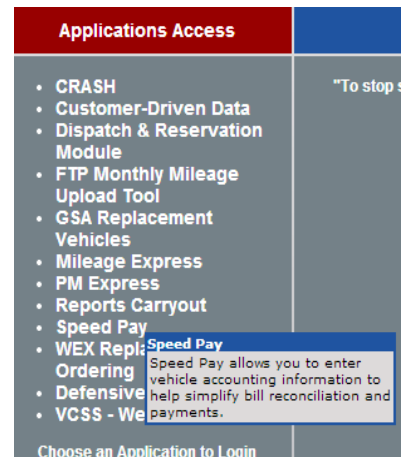 Applications Access
• CRASH
"To stop s
• Customer-Driven Data
• Dispatch & Reservation
Module
• FTP Monthly Mileage
Upload Tool
• GSA Replacement
Vehicles
• Mileage Express
• PM Express
• Reports Carryout
• Speed Pay
• WEX Repla
Ordering
• Defensive
• VCSS - We
Speed Pay
Speed Pay allows you to enter
vehicle accounting information to
help simplify bill reconciliation and
payments.
Choose an Application to Login